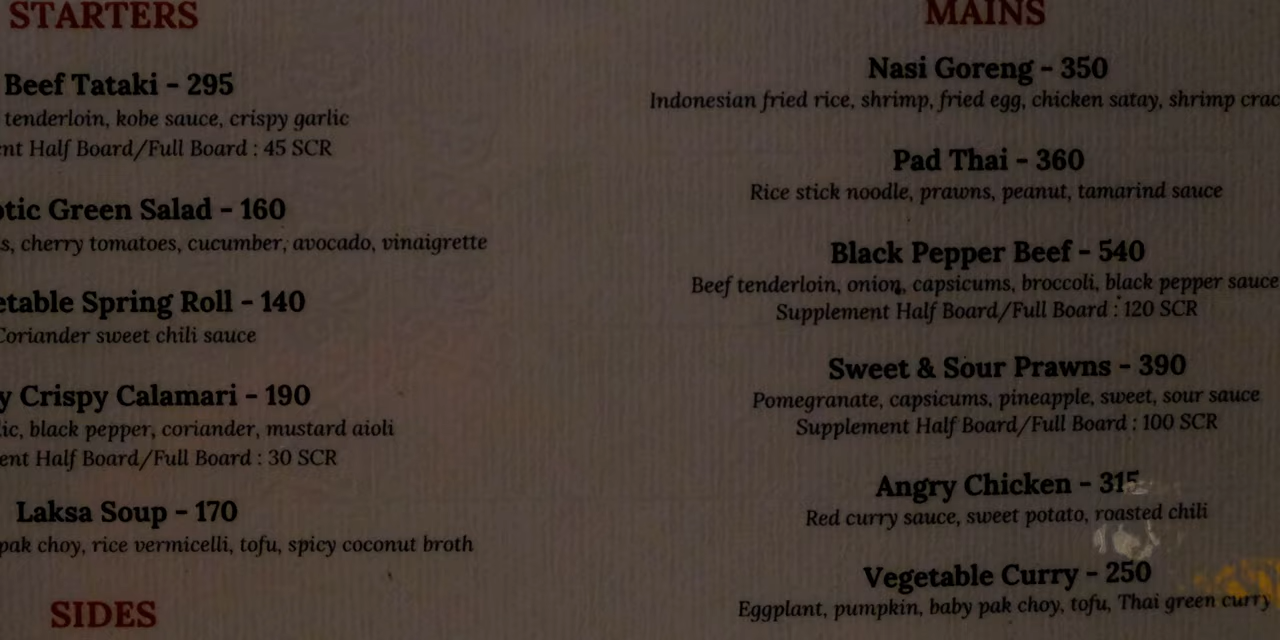 STARTERS
Beef Tataki - 295
tenderloin, kobe sauce, crispy garlic
Half Board/Full Board : 45 SCR
Green Salad - 160
cherry tomatoes, cucumber, avocado, vinaigrette
Spring Roll - 140
Coriander sweet chili sauce
Crispy Calamari - 190
black pepper, coriander, mustard aioli
Half Board/Full Board : 30 SCR
Laksa Soup - 170
pak choy, rice vermicelli, tofu, spicy coconut broth
SIDES
MAINS
Nasi Goreng - 350
Indonesian fried rice, shrimp, fried egg, chicken satay, shrimp
Pad Thai - 360
Rice stick noodle, prawns, peanut, tamarind sauce
Black Pepper Beef - 540
Beef tenderloin, onion, capsicums, broccoli, black pepper sauce
Supplement Half Board/Full Board : 120 SCR
Sweet & Sour Prawns - 390
Pomegranate, capsicums, pineapple, sweet, sour sauce
Supplement Half Board/Full Board : 100 SCR
Angry Chicken - 315
Red curry sauce, sweet potato, roasted chili
Vegetable Curry - 250
Eggplant, pumpkin, baby pak choy, tofu, Thai green curry